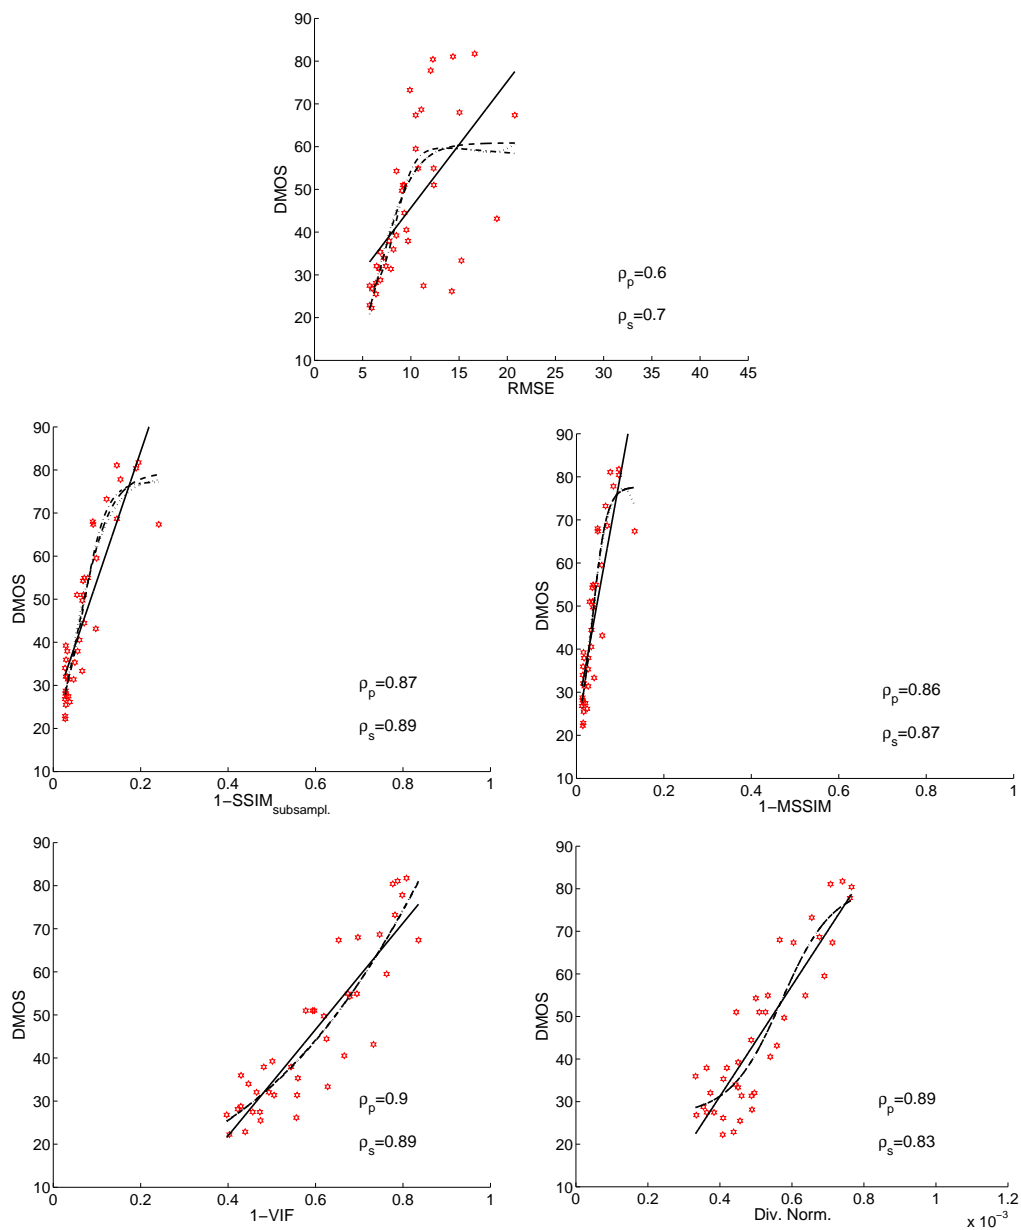 90
80
70
60
50
40
30
20
10
DMOS
ρp=0.6
ρs=0.7
0 5 10 15 20 25 30 35 40 45
RMSE
90
80
70
60
50
40
30
20
10
DMOS
ρp=0.87
ρs=0.89
0 0.2 0.4 0.6 0.8 1
1−SSIMsubsampl.
90
80
70
60
50
40
30
20
10
DMOS
ρp=0.86
ρs=0.87
0 0.2 0.4 0.6 0.8 1
1−MSSIM
90
80
70
60
50
40
30
20
10
DMOS
ρp=0.9
ρs=0.89
0 0.2 0.4 0.6 0.8 1
1−VIF
90
80
70
60
50
40
30
20
10
DMOS
ρp=0.89
ρs=0.83
0 0.2 0.4 0.6 0.8 1 1.2
Div. Norm.
x 10−3